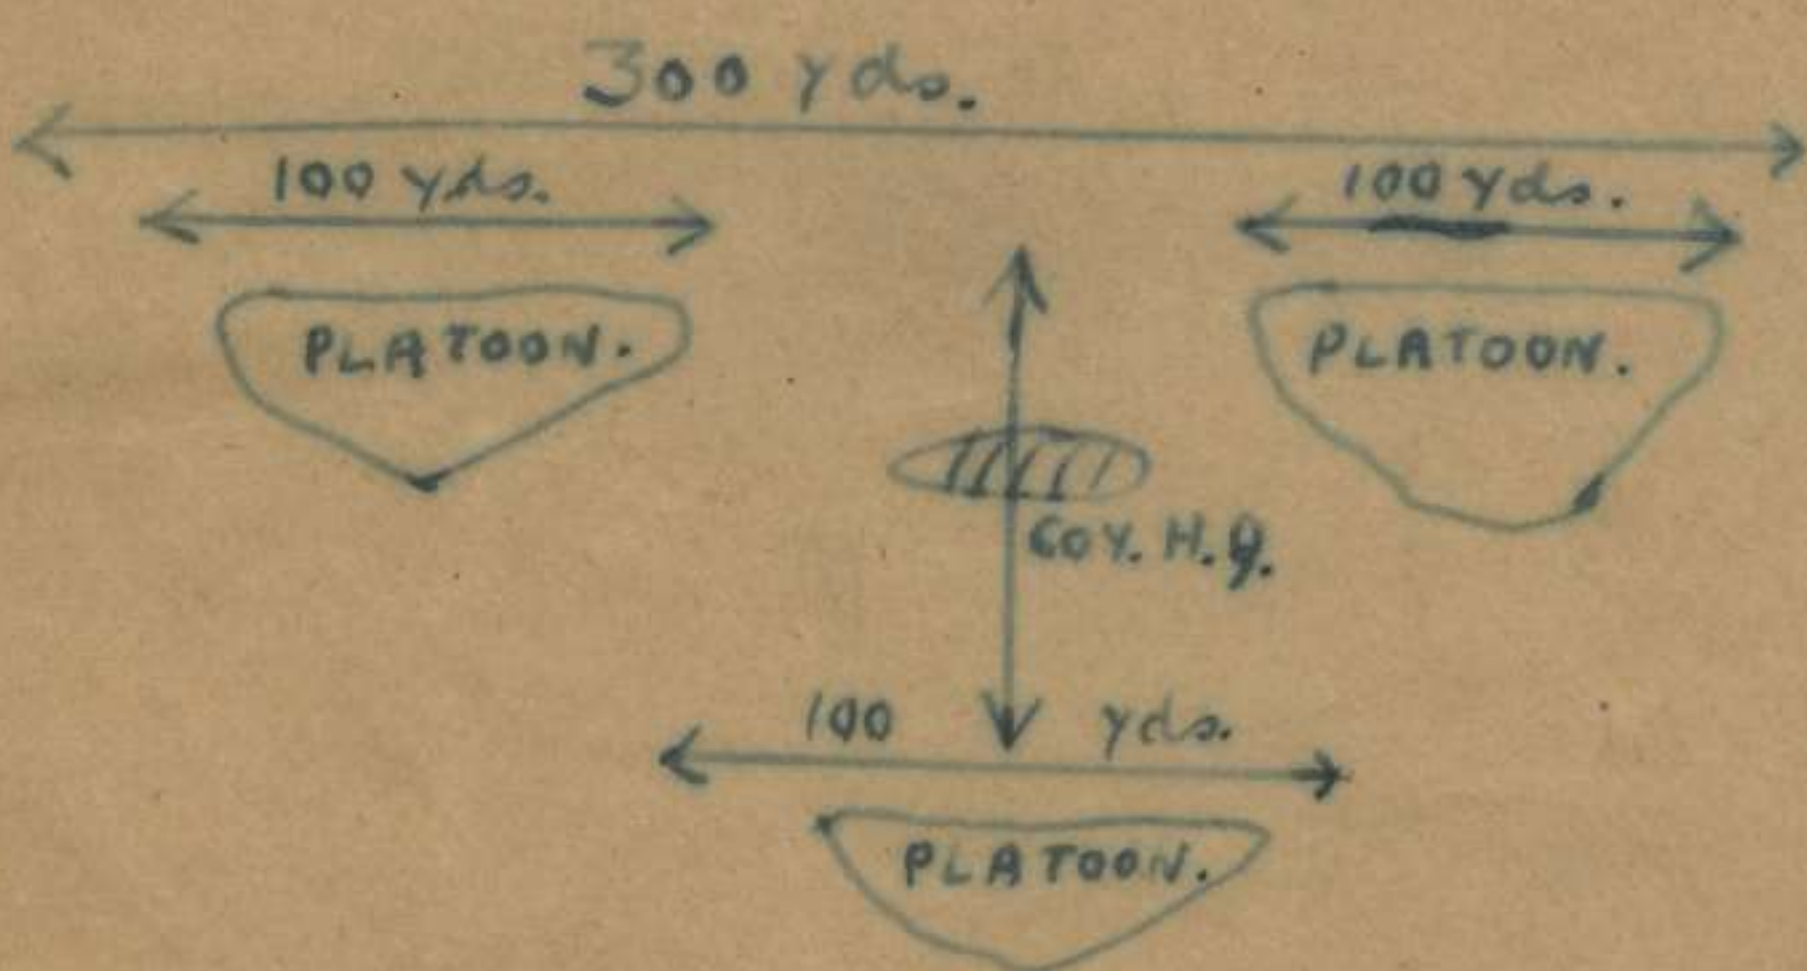 300 yds.
100 yds. 100 yds.
PLATOON. PLATOON.
COY. H.Q.
100 yds.
PLATOON.